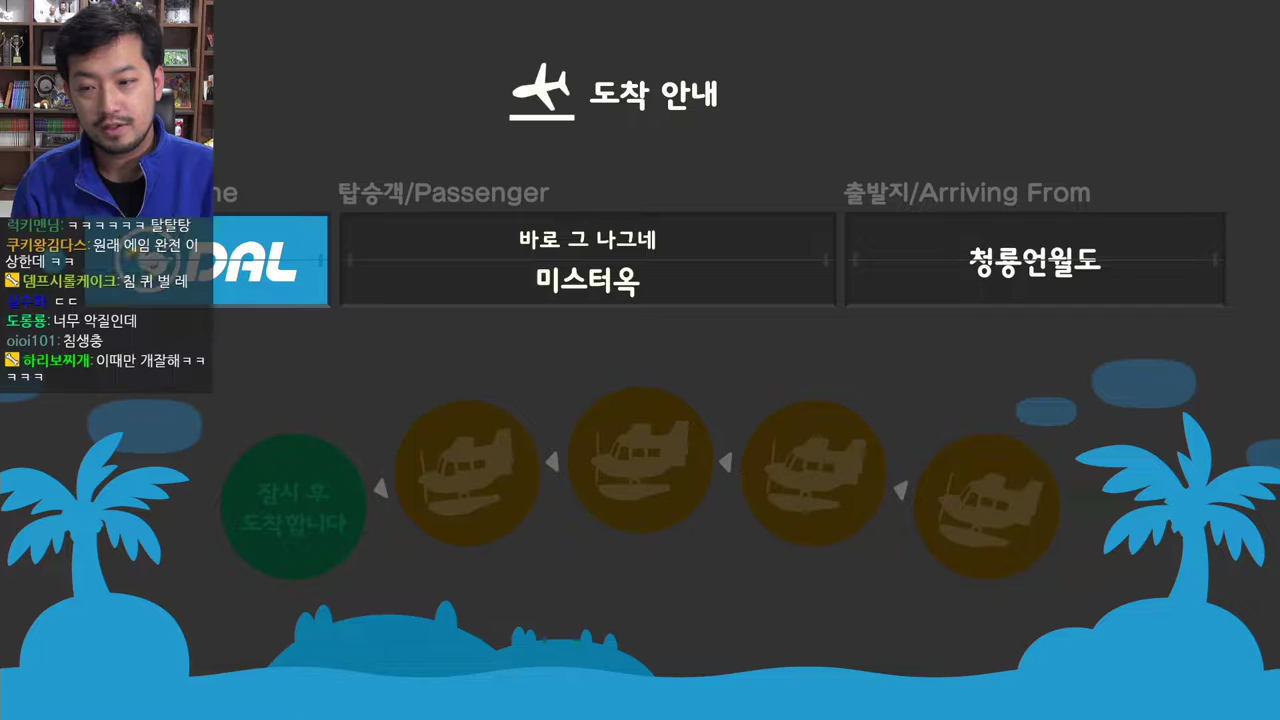 도착 안내
me
탑승객/Passenger
출발지/Arriving From
DAL
바로 그 나그네
미스터옥
청룡언월도
럭키맨님: ㅋㅋㅋㅋㅋㅋ 탈탈탕
쿠키왕김다스: 원래 에임 완전 이
상한데 ㅋㅋ
뎀프시롤케이크: 침 퀴 벌 레
ㄷㄷ
도롱룡: 너무 악질인데
oioi101: 침생충
하리보찌개: 이때만 개잘해ㅋㅋ
ㅋㅋㅋ
잠시 후
도착합니다